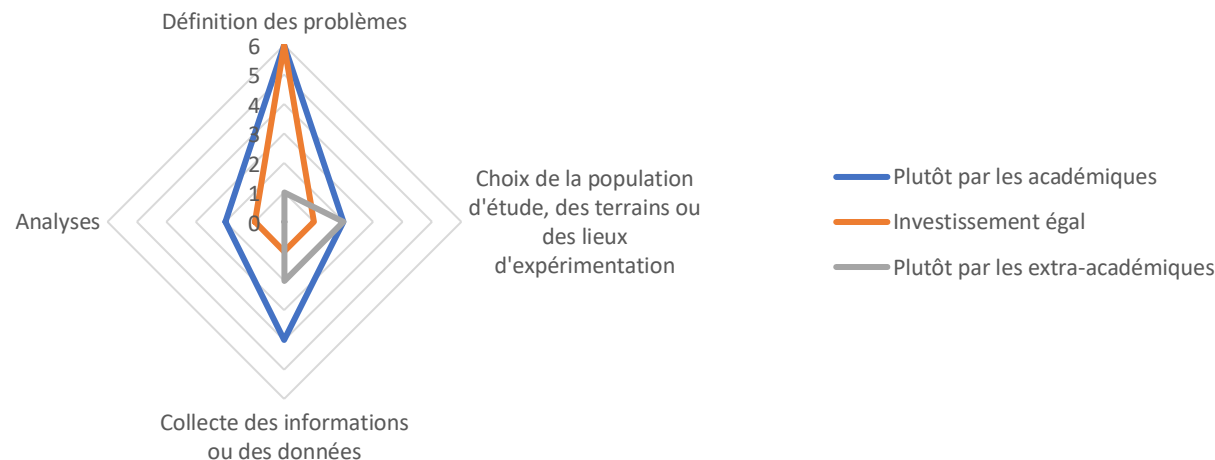 Définition des problèmes
6
5
4
3
2
1
0
Choix de la population
d'étude, des terrains ou
des lieux
d'expérimentation
Collecte des informations
ou des données
Analyses
Plutôt par les académiques
Investissement égal
Plutôt par les extra-académiques